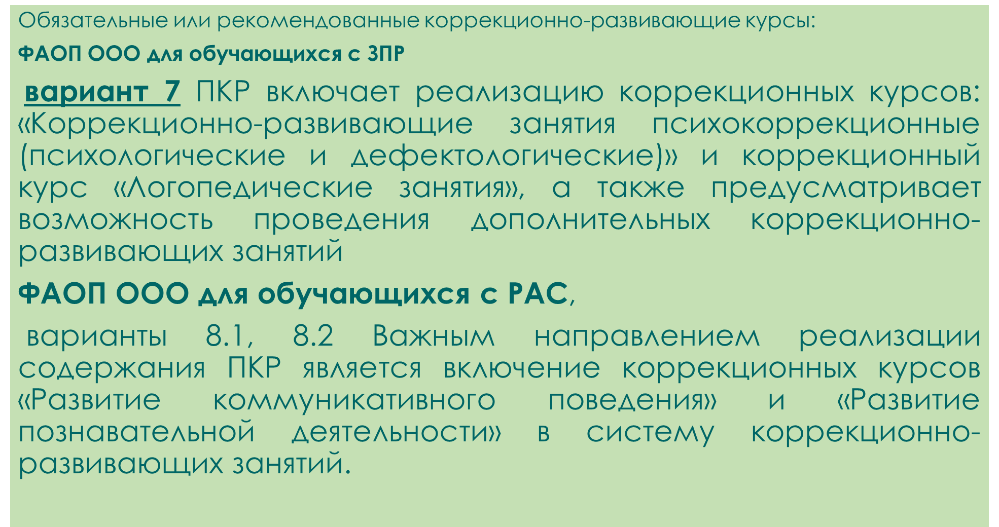 Обязательные или рекомендованные коррекционно-развивающие курсы:
ФАОП ООО для обучающихся с ЗПР
вариант 7 ПКР включает реализацию коррекционных курсов:
«Коррекционно-развивающие занятия психокоррекционные
(психологические и дефектологические)» и коррекционный
курс «Логопедические занятия», а также предусматривает
возможность проведения дополнительных коррекционно-
развивающих занятий
ФАОП ООО для обучающихся с РАС,
варианты 8.1, 8.2 Важным направлением реализации
содержания ПКР является включение коррекционных курсов
«Развитие коммуникативного поведения» и «Развитие
познавательной деятельности» в систему коррекционно-
развивающих занятий.